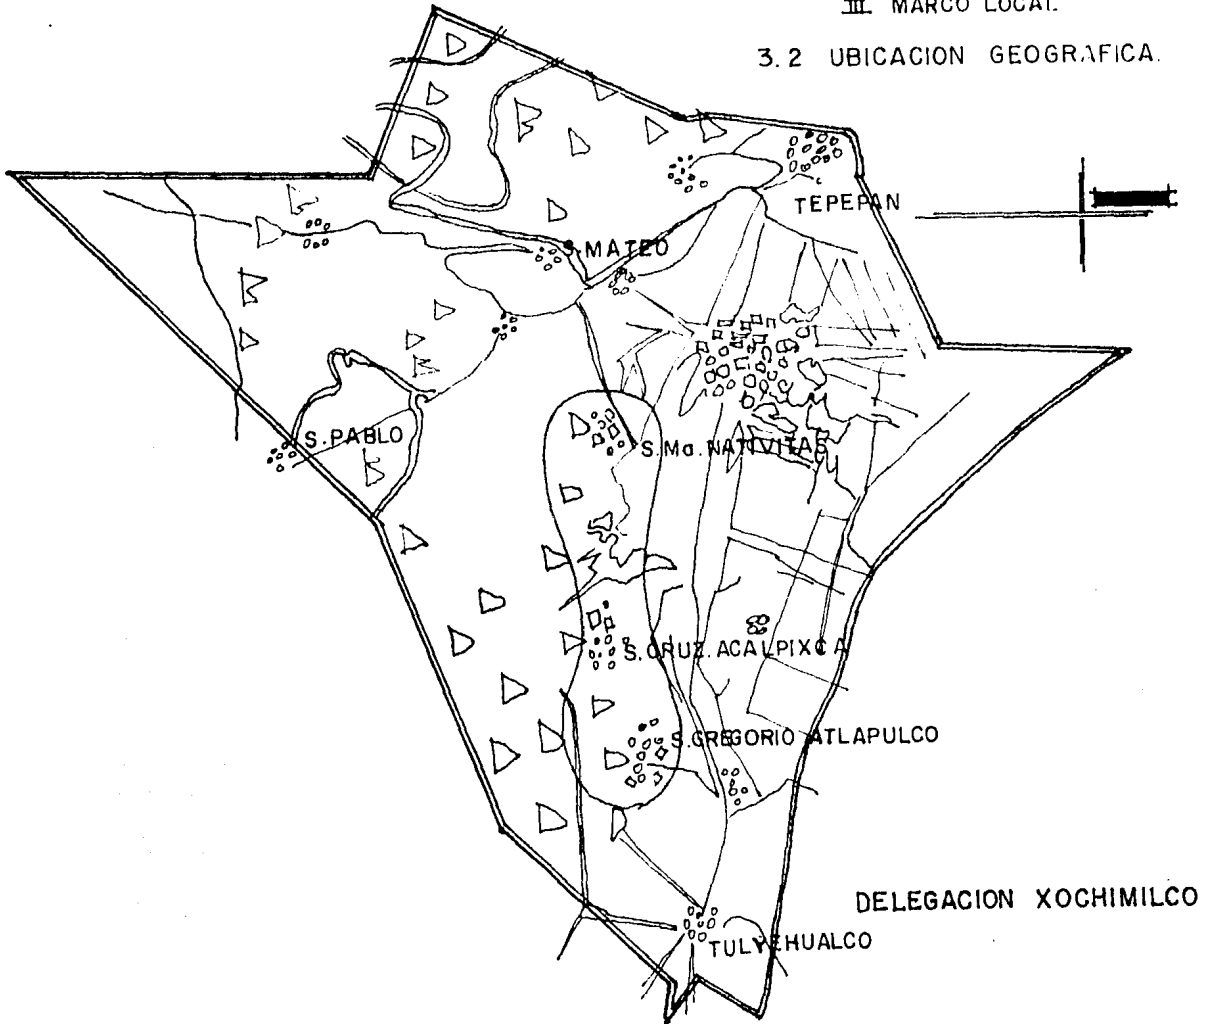 III. MARCO LOCAL.
3.2 UBICACION GEOGRAFICA.
TEPEPAN
S.MATEO
S.PABLO
S.Ma.NATIVITAS
S.CRUZ.ACALPIXCA
S.GREGORIO ATLAPULCO
DELEGACION XOCHIMILCO
TULYEHUALCO